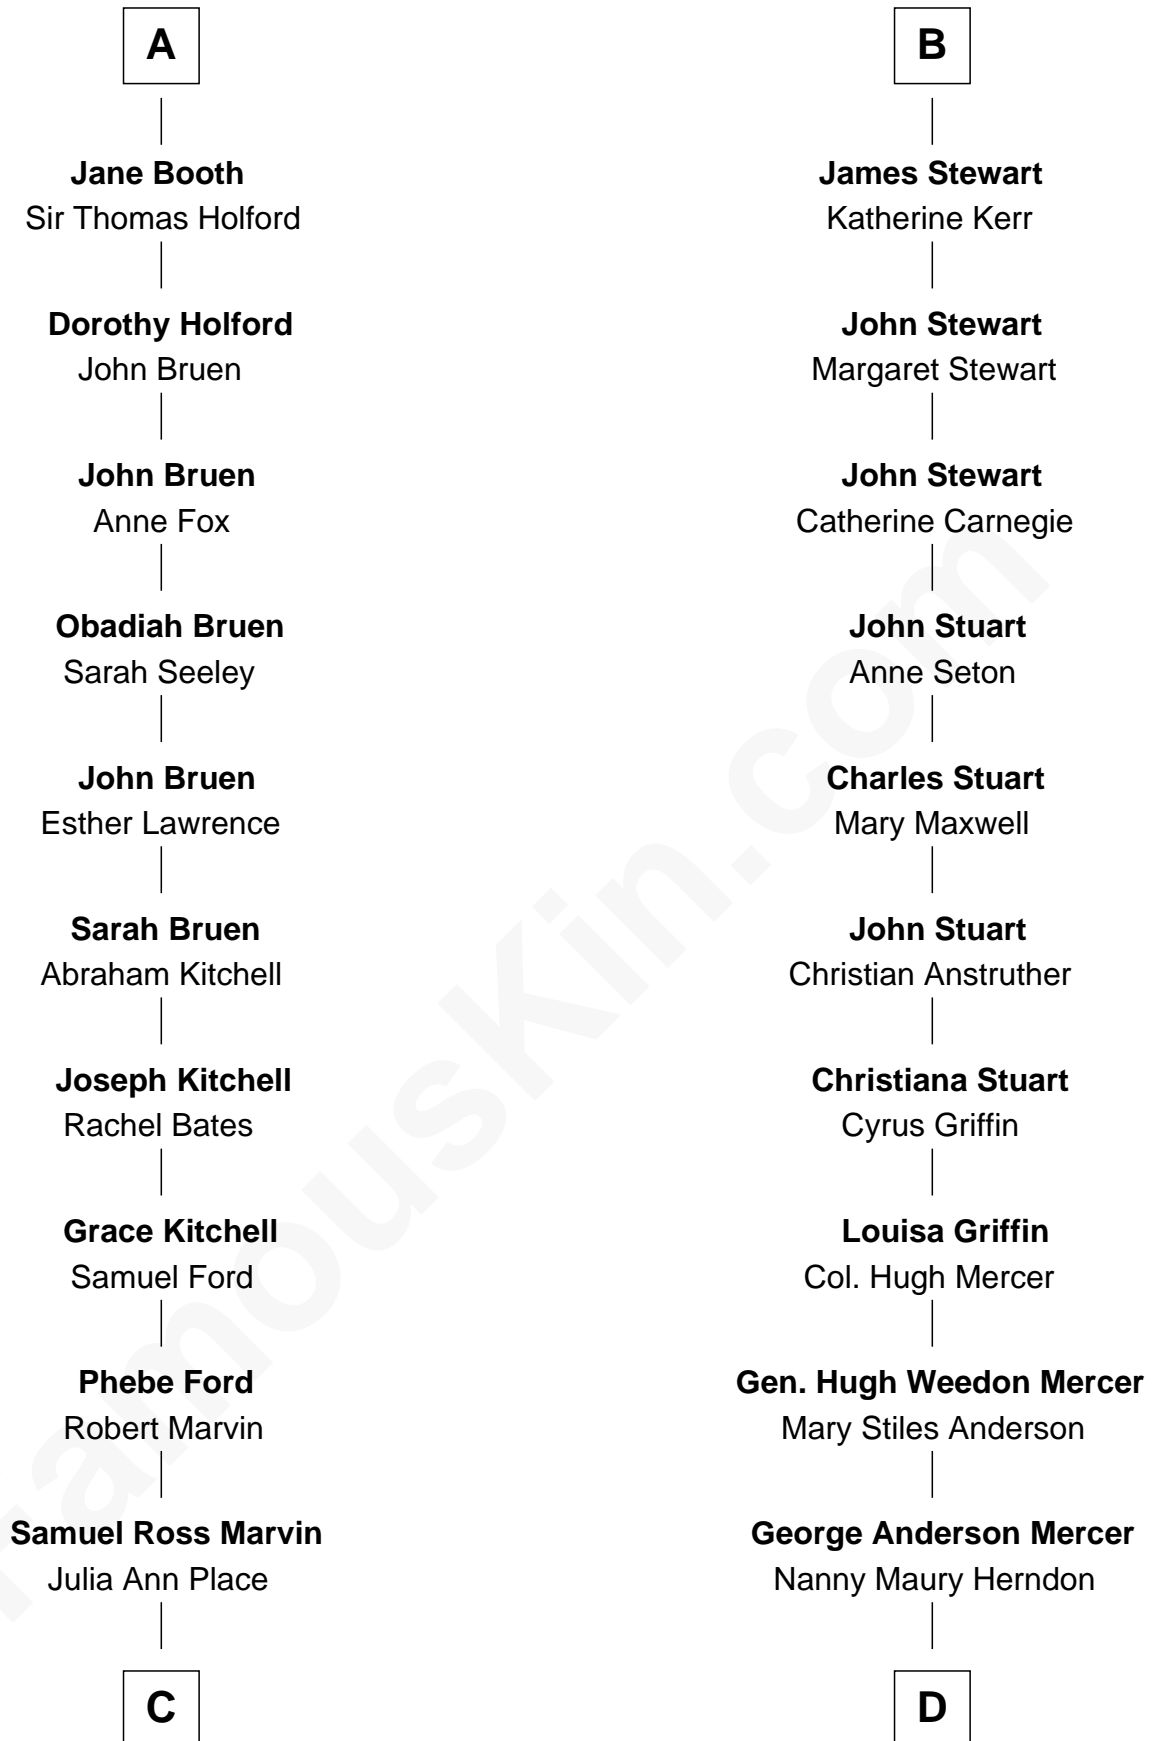 A
Jane Booth
Sir Thomas Holford
Dorothy Holford
John Bruen
John Bruen
Anne Fox
Obadiah Bruen
Sarah Seeley
John Bruen
Esther Lawrence
Sarah Bruen
Abraham Kitchell
Joseph Kitchell
Rachel Bates
Grace Kitchell
Samuel Ford
Phebe Ford
Robert Marvin
Samuel Ross Marvin
Julia Ann Place
C
B
James Stewart
Katherine Kerr
John Stewart
Margaret Stewart
John Stewart
Catherine Carnegie
John Stuart
Anne Seton
Charles Stuart
Mary Maxwell
John Stuart
Christian Anstruther
Christiana Stuart
Cyrus Griffin
Louisa Griffin
Col. Hugh Mercer
Gen. Hugh Weedon Mercer
Mary Stiles Anderson
George Anderson Mercer
Nanny Maury Herndon
D
FamousKin.com